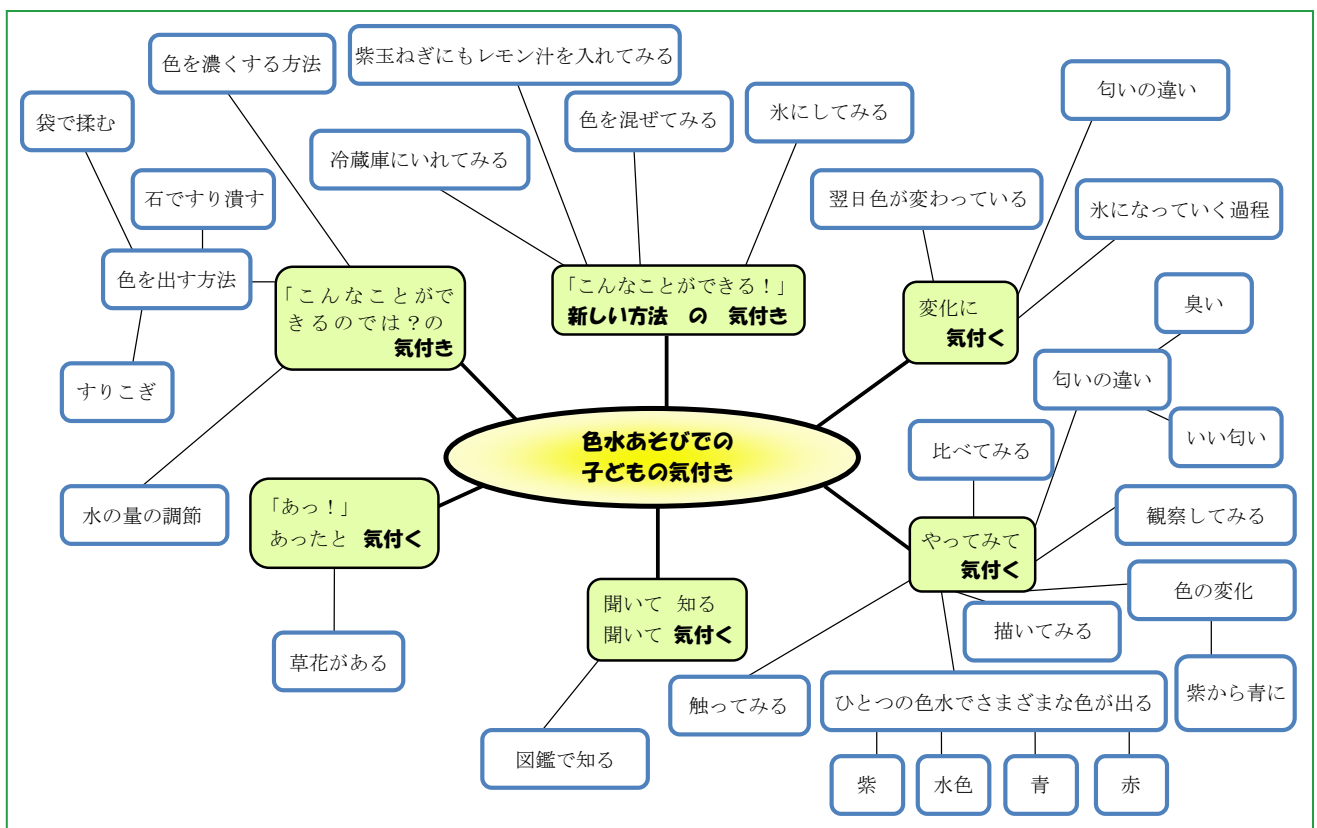 色を濃くする方法
紫玉ねぎにもレモン汁を入れてみる
匂いの違い
袋で揉む
色を混ぜてみる
氷にしてみる
冷蔵庫にいれてみる
石ですり潰す
翌日色が変わっている
氷になっていく過程
色を出す方法
「こんなことがで
きるのでは？の
気付き
「こんなことができる！」
新しい方法　の　気付き
変化に
気付く
臭い
すりこぎ
匂いの違い
いい匂い
色水あそびでの
子どもの気付き
比べてみる
水の量の調節
「あっ！」
あったと　気付く
やってみて
気付く
観察してみる
聞いて　知る
聞いて　気付く
色の変化
描いてみる
草花がある
触ってみる
ひとつの色水でさまざまな色が出る
紫から青に
図鑑で知る
紫
水色
青
赤